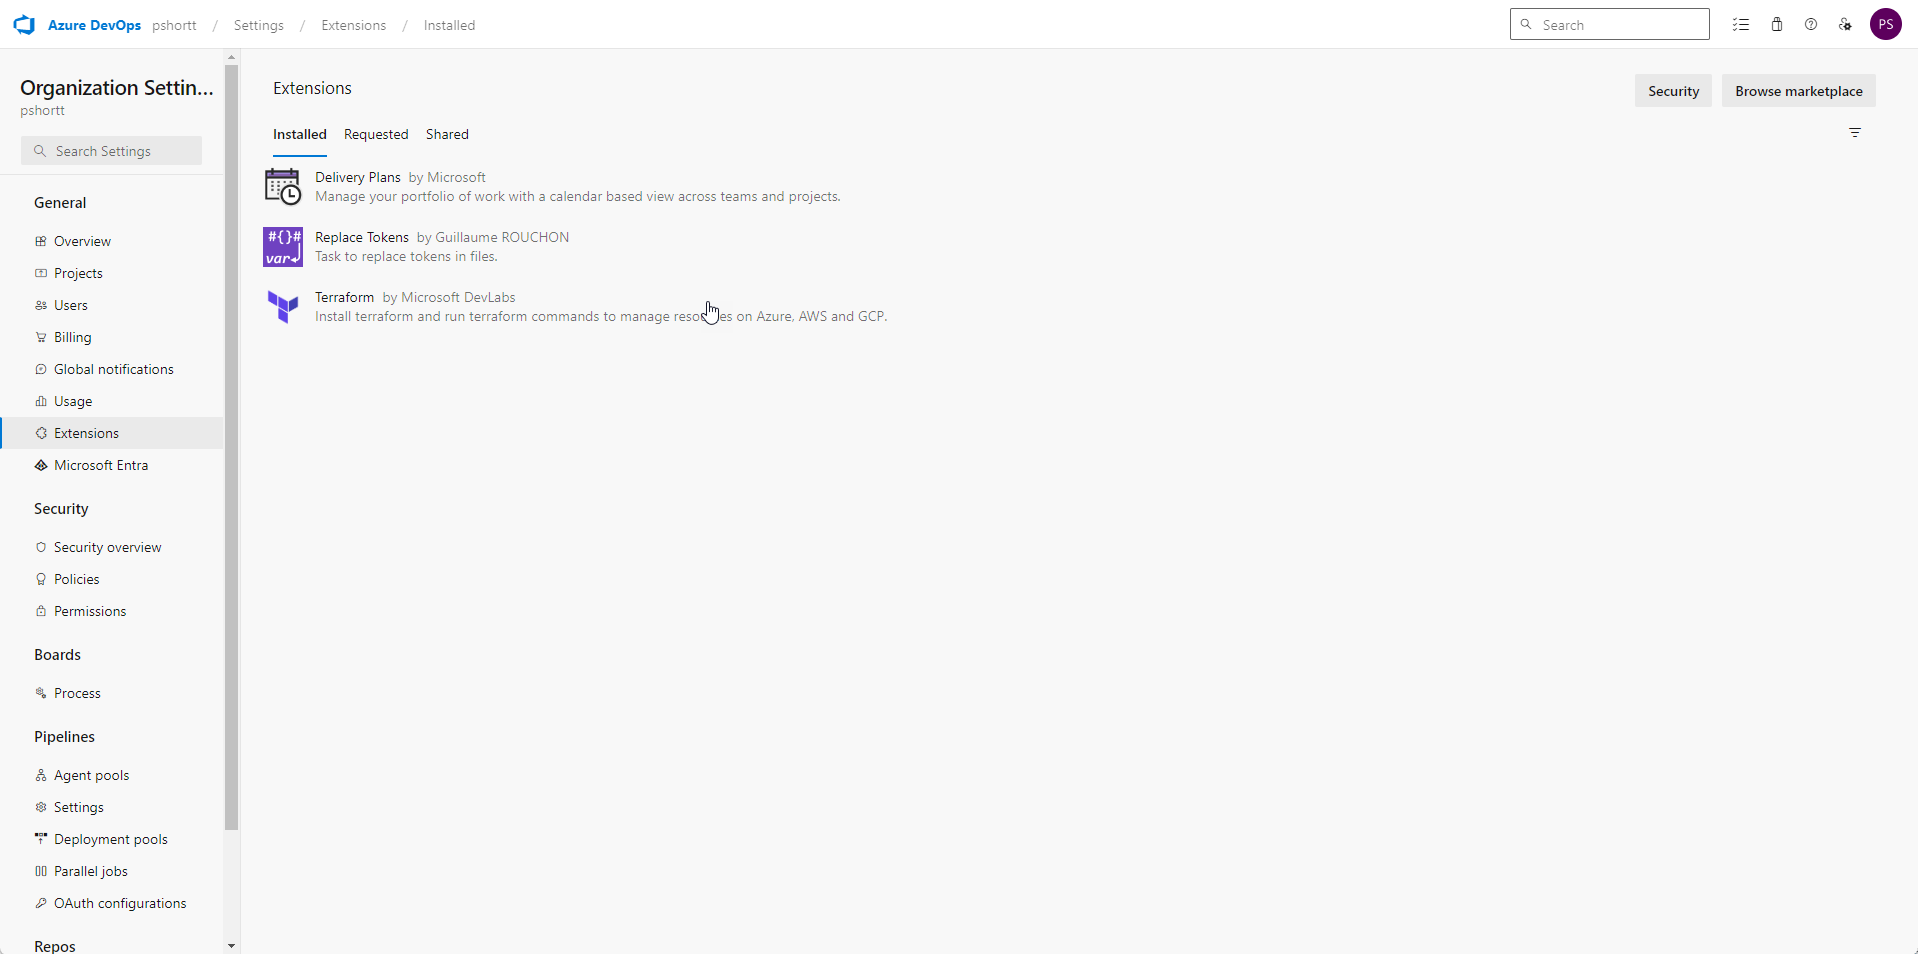 Azure DevOps pshortt / Settings / Extensions / Installed
Search
PS
Organization Settin...
pshortt
Search Settings
General
Overview
Projects
Users
Billing
Global notifications
Usage
Extensions
Microsoft Entra
Security
Security overview
Policies
Permissions
Boards
Process
Pipelines
Agent pools
Settings
Deployment pools
Parallel jobs
OAuth configurations
Repos
Extensions
Security Browse marketplace
Installed Requested Shared
Delivery Plans by Microsoft
Manage your portfolio of work with a calendar based view across teams and projects.
#{}#
var
Replace Tokens by Guillaume ROUCHON
Task to replace tokens in files.
Terraform by Microsoft DevLabs
Install terraform and run terraform commands to manage resources on Azure, AWS and GCP.